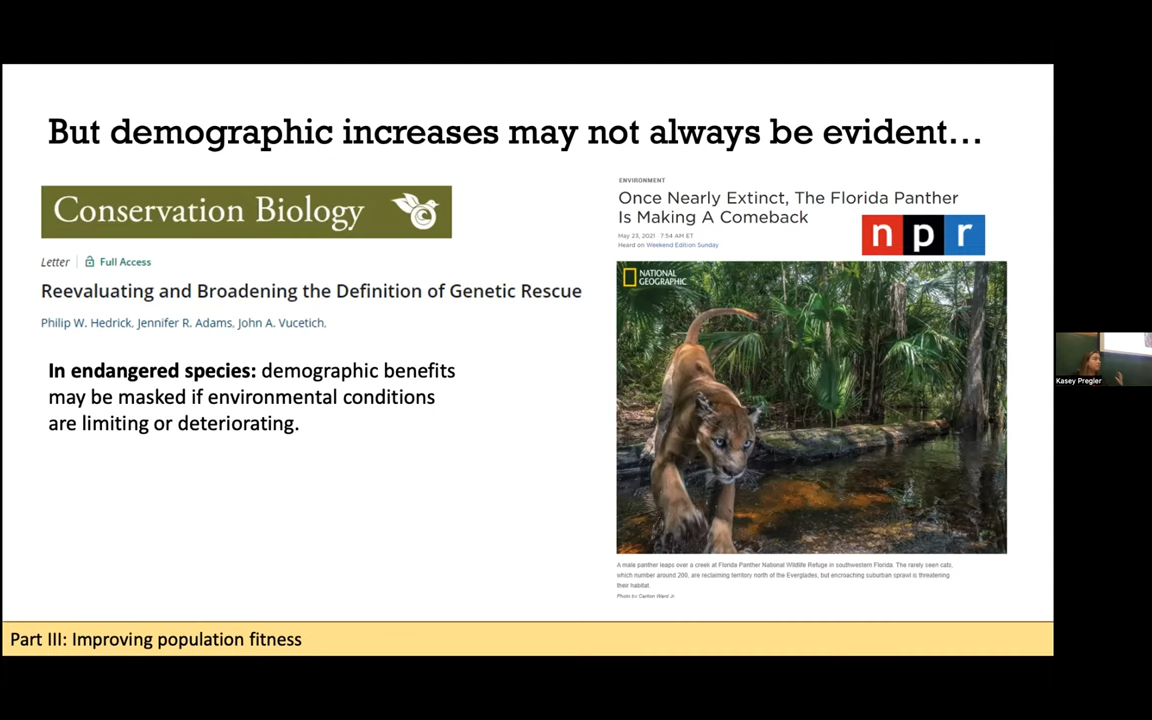 But demographic increases may not always be evident...
Conservation Biology
Letter
Full Access
Reevaluating and Broadening the Definition of Genetic Rescue
Philip W. Hedrick, Jennifer R. Adams, John A. Vucetich,
In endangered species: demographic benefits
may be masked if environmental conditions
are limiting or deteriorating.
ENVIRONMENT
Once Nearly Extinct, The Florida Panther
Is Making A Comeback
May 23, 2021 · 7:54 AM ET
Heard on Weekend Edition Sunday
npr
NATIONAL
GEOGRAPHIC
A male panther leaps over a creek at Florida Panther National Wildlife Refuge in southwestern Florida. The rarely seen cats,
which number around 200, are reclaiming territory north of the Everglades, but encroaching suburban sprawl is threatening
their habitat.
Photo by Carlton Ward Jr.
Part III: Improving population fitness
Kasey Pregler